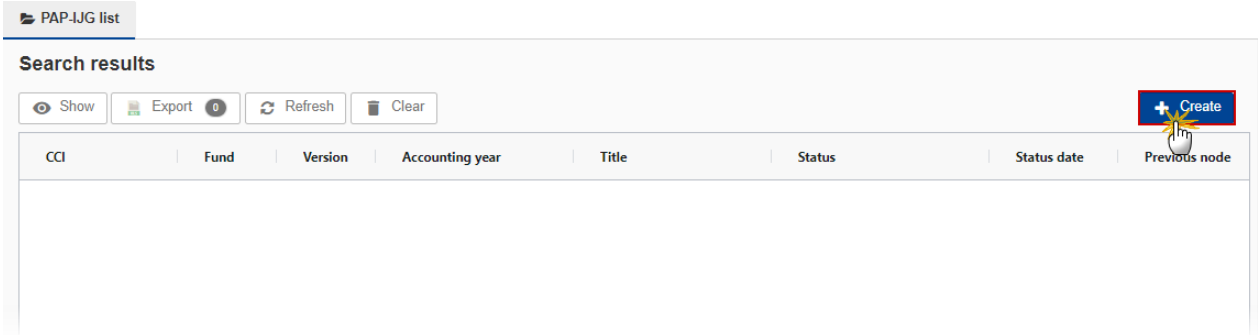 PAP-IJG list
Search results
Show Export 0 Refresh Clear Create
CCI Fund Version Accounting year Title Status Status date Previous node